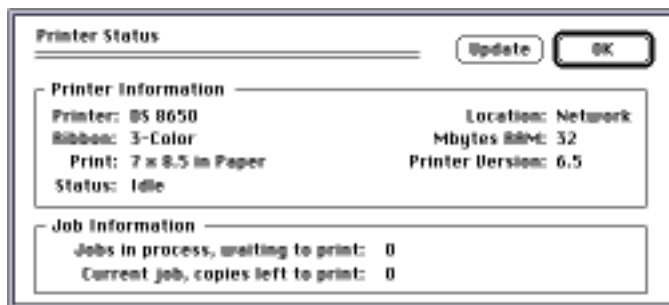 Printer Status
Update
OK
Printer Information
Printer: DS 8650
Location: Network
Ribbon: 3-Color
Mbytes RAM: 32
Print: 7 x 8.5 in Paper
Printer Version: 6.5
Status: Idle
Job Information
Jobs in process, waiting to print: 0
Current job, copies left to print: 0